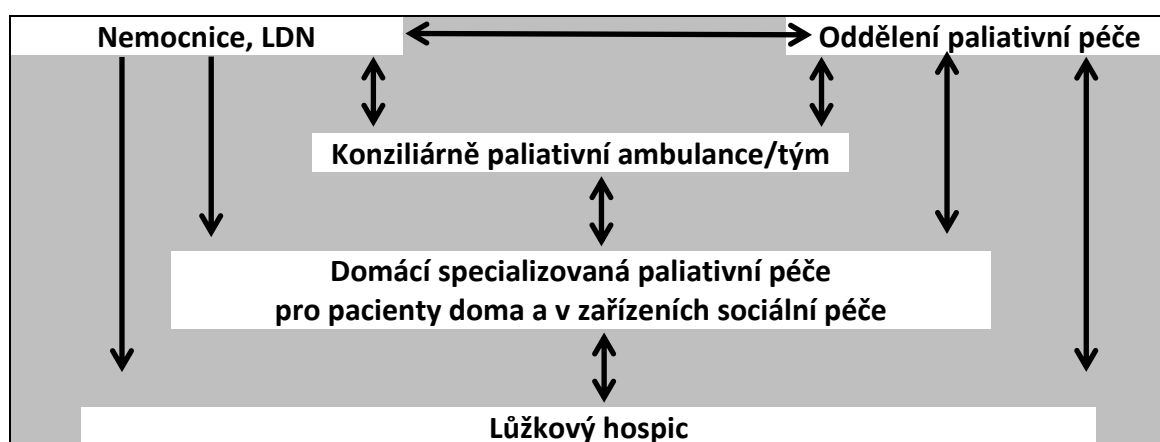 Nemocnice, LDN
Oddělení paliativní péče
Konziliárně paliativní ambulance/tým
Domácí specializovaná paliativní péče
pro pacienty doma a v zařízeních sociální péče
Lůžkový hospic